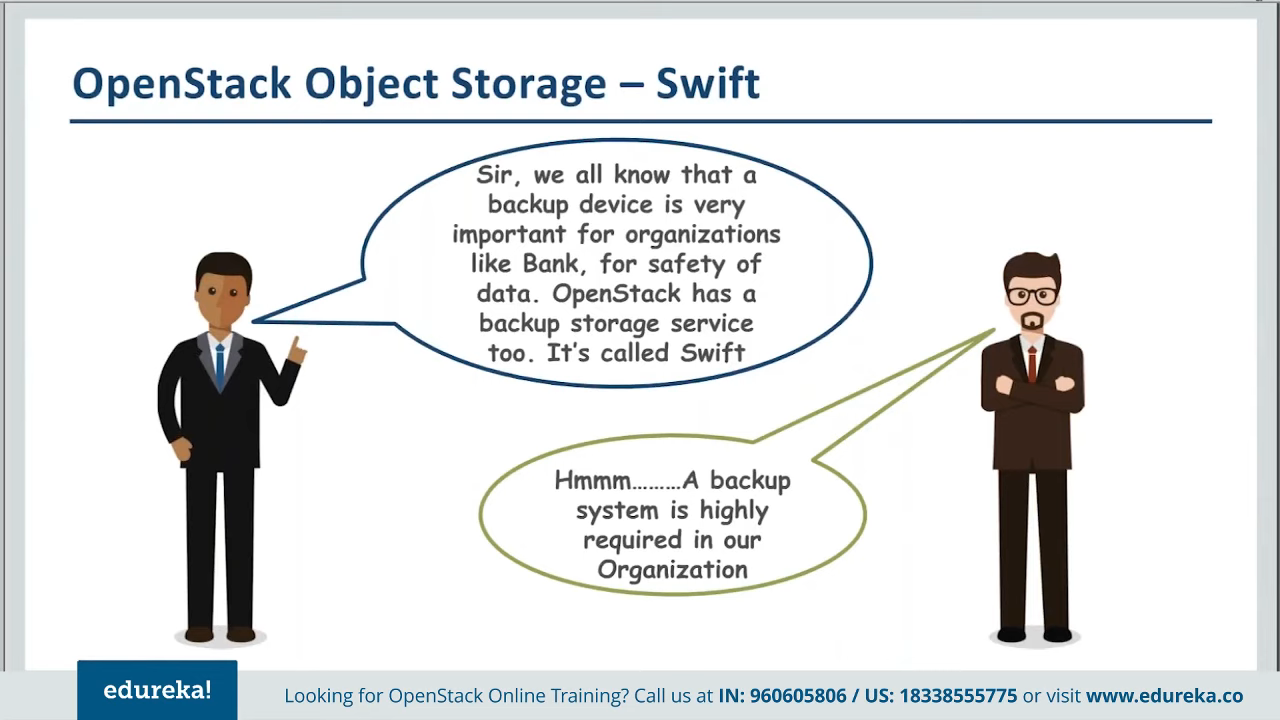 OpenStack Object Storage – Swift
Sir, we all know that a
backup device is very
important for organizations
like Bank, for safety of
data. OpenStack has a
backup storage service
too. It's called Swift
Hmmm.........A backup
system is highly
required in our
Organization
edureka!
Looking for OpenStack Online Training? Call us at IN: 960605806 / US: 18338555775 or visit www.edureka.co